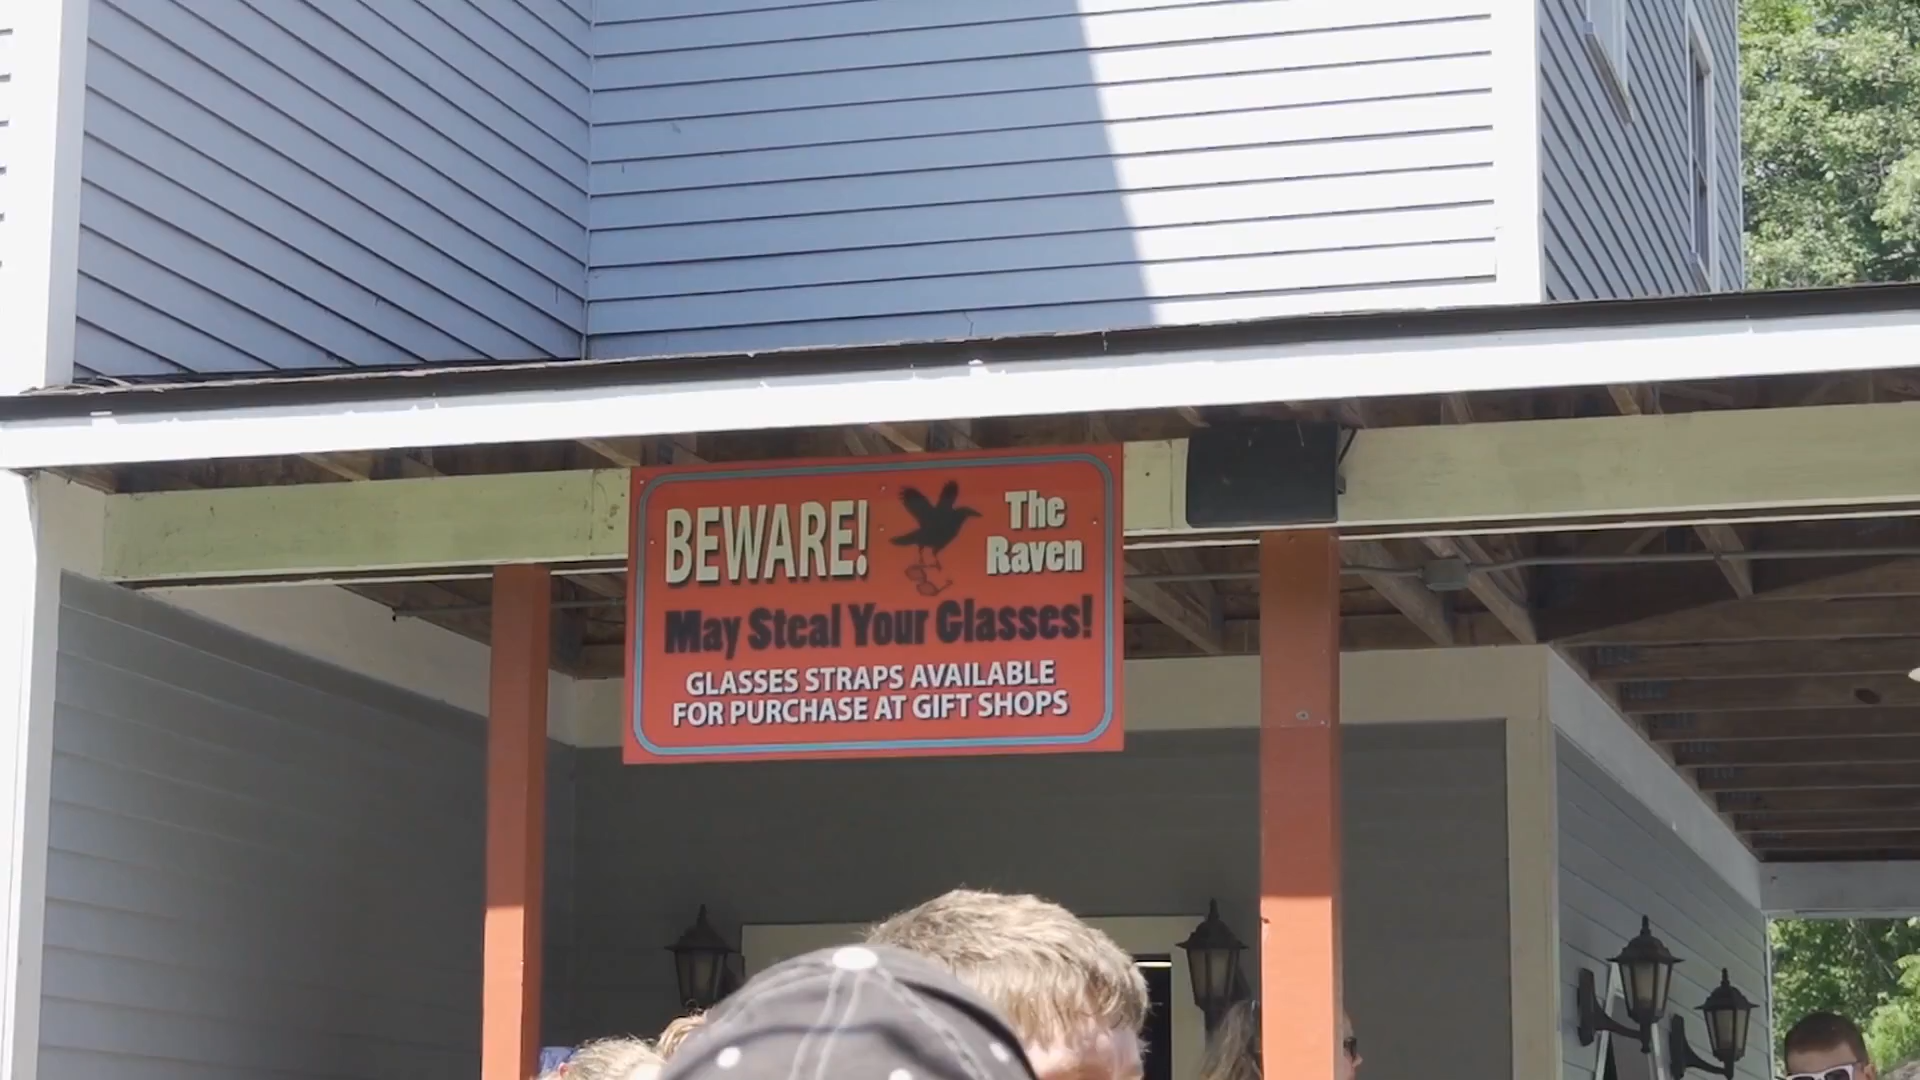 BEWARE!
The
Raven
May Steal Your Glasses!
GLASSES STRAPS AVAILABLE
FOR PURCHASE AT GIFT SHOPS